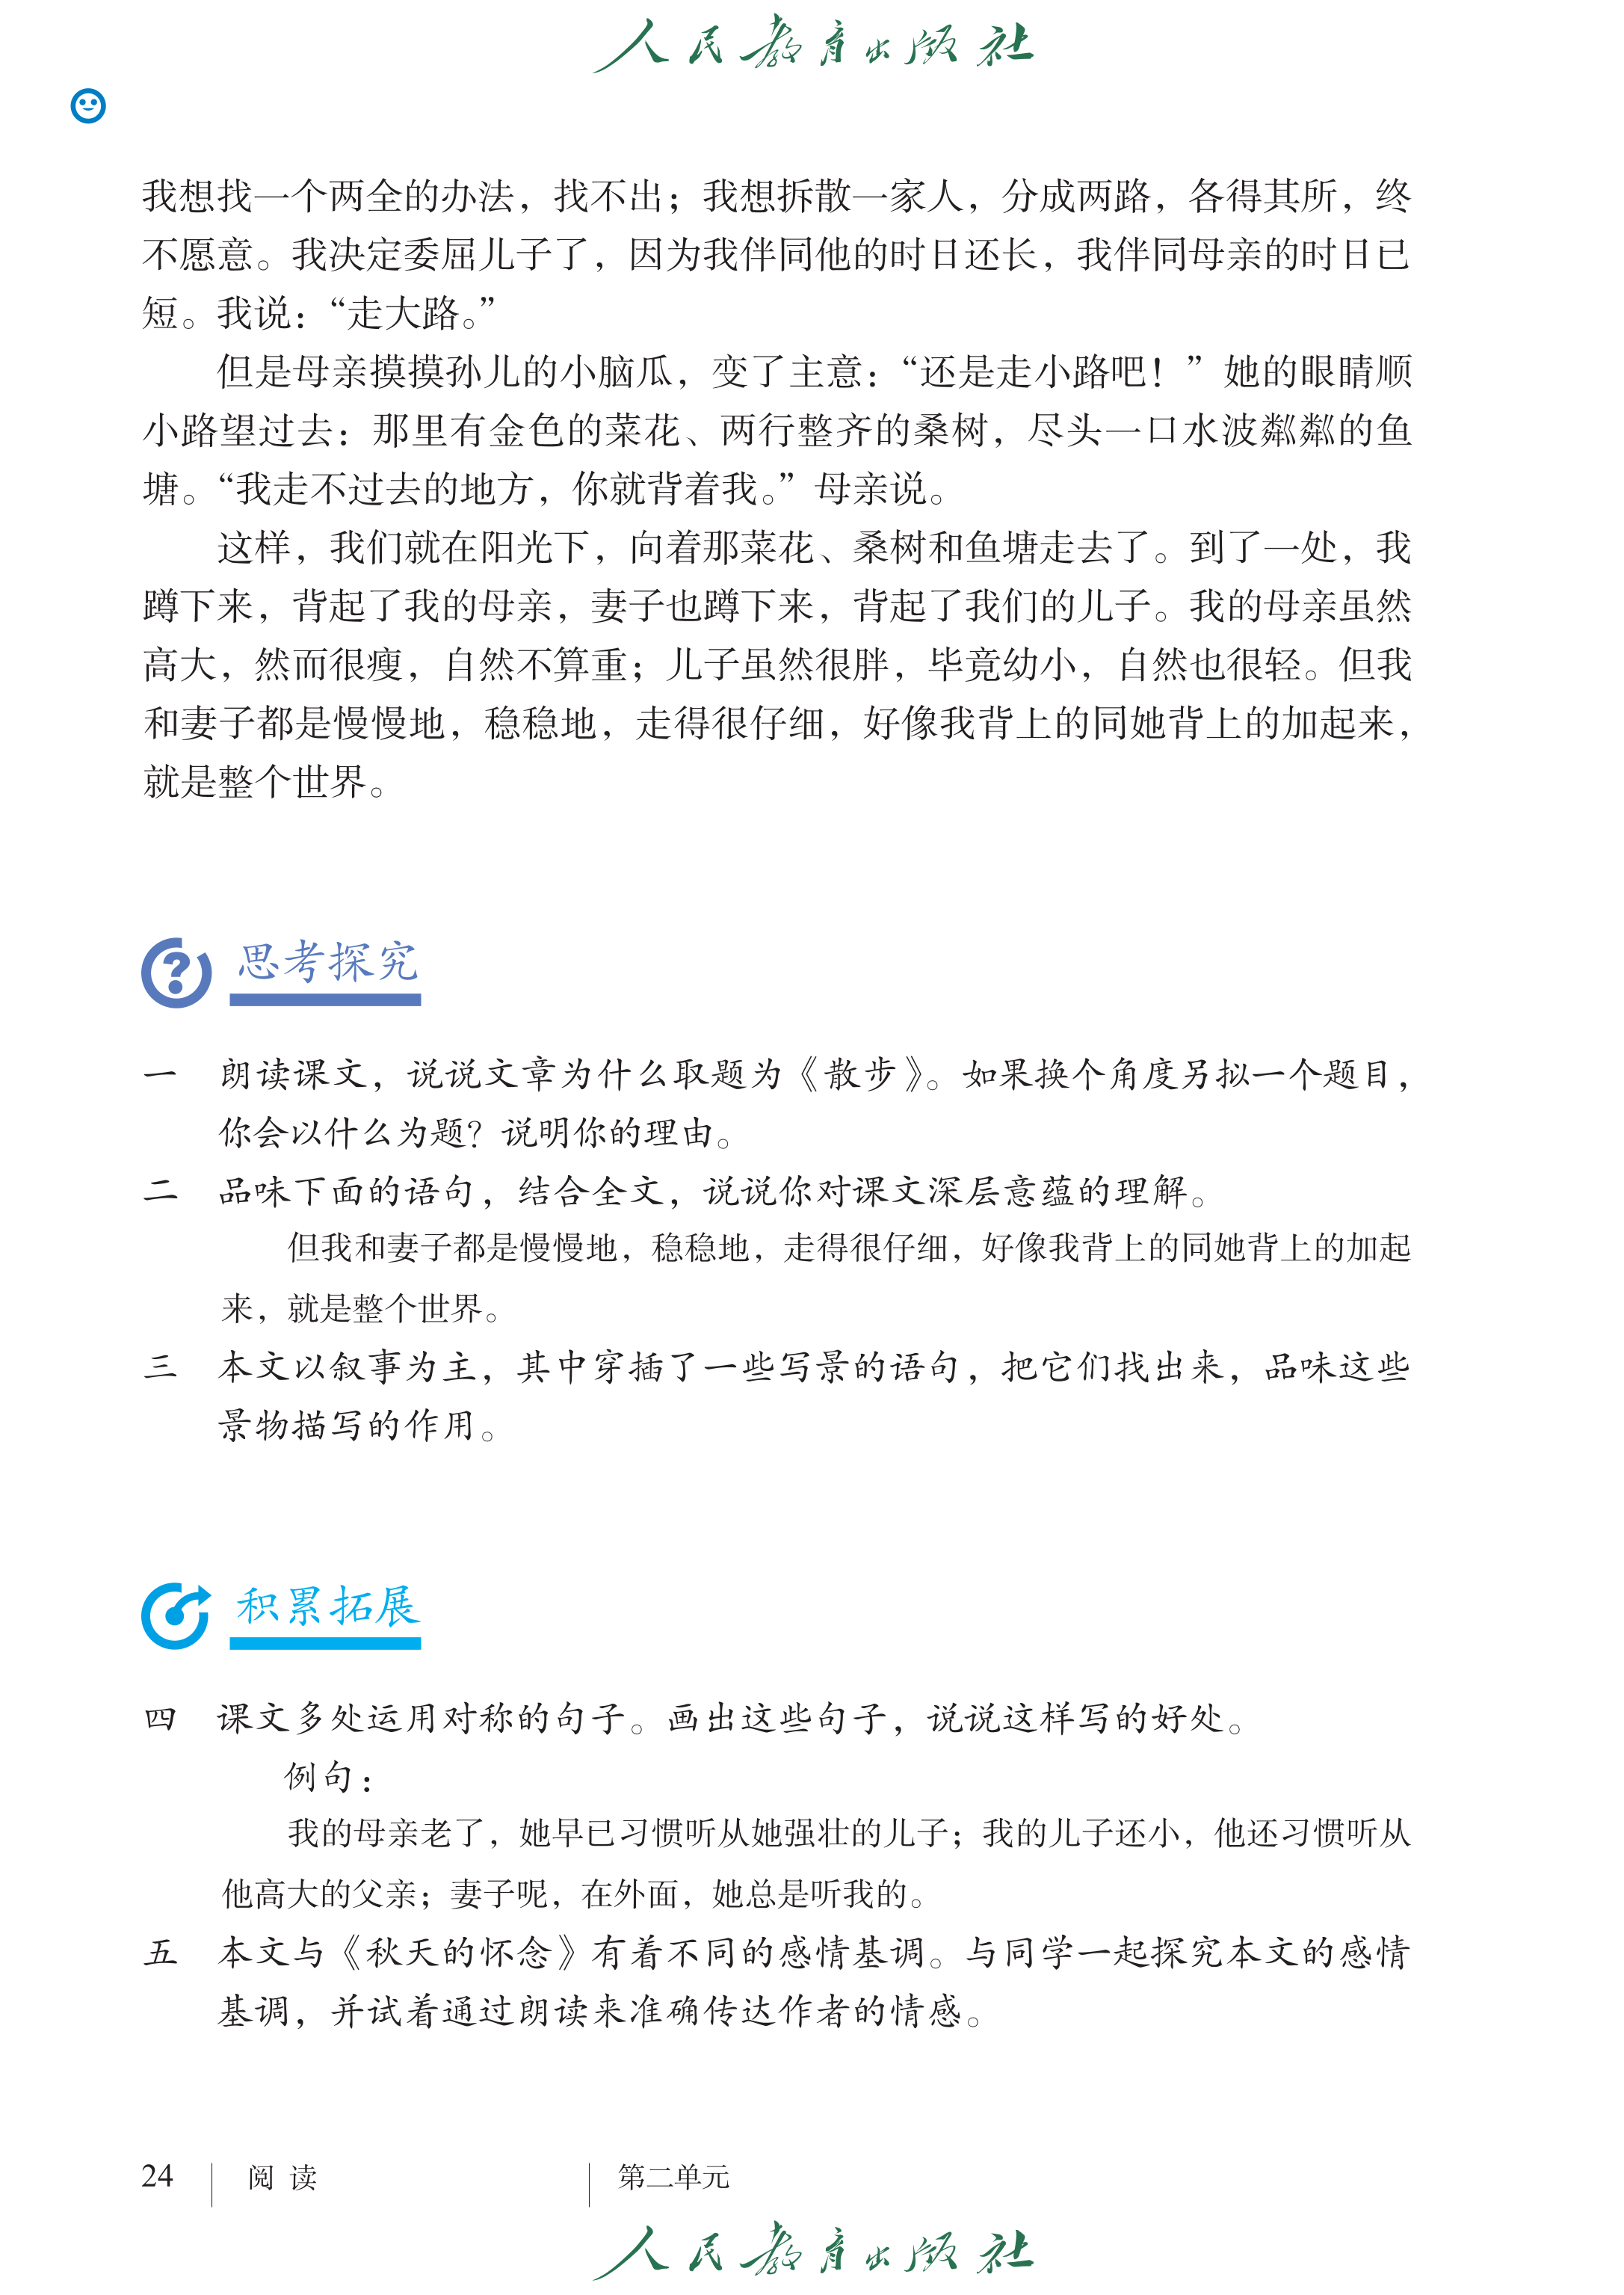 人民教育出版社
我想找一个两全的办法，找不出；我想拆散一家人，分成两路，各得其所，终
不愿意。我决定委屈儿子了，因为我伴同他的时日还长，我伴同母亲的时日已
短。我说：“走大路。”
但是母亲摸摸孙儿的小脑瓜，变了主意：“还是走小路吧！”她的眼睛顺
小路望过去：那里有金色的菜花、两行整齐的桑树，尽头一口水波粼粼的鱼
塘。“我走不过去的地方，你就背着我。”母亲说。
这样，我们就在阳光下，向着那菜花、桑树和鱼塘走去了。到了一处，我
蹲下来，背起了我的母亲，妻子也蹲下来，背起了我们的儿子。我的母亲虽然
高大，然而很瘦，自然不算重；儿子虽然很胖，毕竟幼小，自然也很轻。但我
和妻子都是慢慢地，稳稳地，走得很仔细，好像我背上的同她背上的加起来，
就是整个世界。
思考探究
一 朗读课文，说说文章为什么取题为《散步》。如果换个角度另拟一个题目，
你会以什么为题？说明你的理由。
二 品味下面的语句，结合全文，说说你对课文深层意蕴的理解。
但我和妻子都是慢慢地，稳稳地，走得很仔细，好像我背上的同她背上的加起
来，就是整个世界。
三 本文以叙事为主，其中穿插了一些写景的语句，把它们找出来，品味这些
景物描写的作用。
积累拓展
四 课文多处运用对称的句子。画出这些句子，说说这样写的好处。
例句：
我的母亲老了，她早已习惯听从她强壮的儿子；我的儿子还小，他还习惯听从
他高大的父亲；妻子呢，在外面，她总是听我的。
五 本文与《秋天的怀念》有着不同的感情基调。与同学一起探究本文的感情
基调，并试着通过朗读来准确传达作者的情感。
24 阅读 第二单元
人民教育出版社